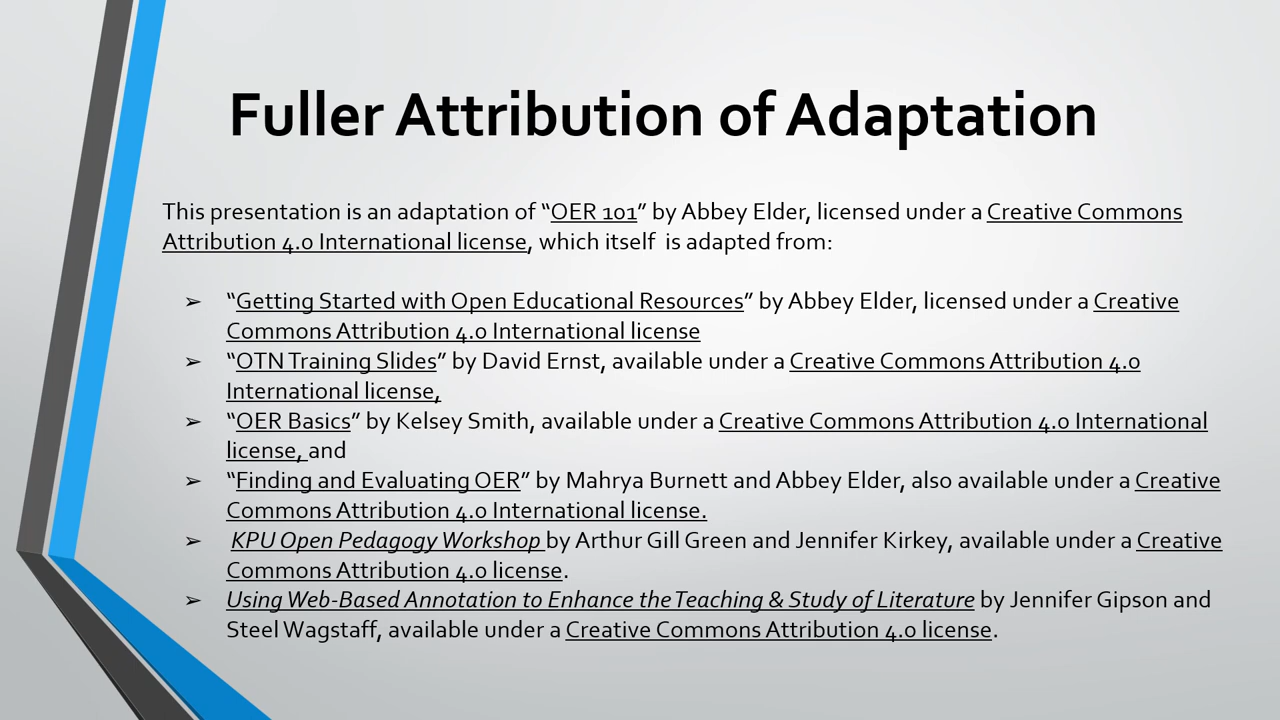 Fuller Attribution of Adaptation
This presentation is an adaptation of “OER 101” by Abbey Elder, licensed under a Creative Commons
Attribution 4.0 International license, which itself  is adapted from:
➢ “Getting Started with Open Educational Resources” by Abbey Elder, licensed under a Creative
Commons Attribution 4.0 International license
➢ “OTN Training Slides” by David Ernst, available under a Creative Commons Attribution 4.0
International license,
➢ “OER Basics” by Kelsey Smith, available under a Creative Commons Attribution 4.0 International
license, and
➢ “Finding and Evaluating OER” by Mahrya Burnett and Abbey Elder, also available under a Creative
Commons Attribution 4.0 International license.
➢ KPU Open Pedagogy Workshop by Arthur Gill Green and Jennifer Kirkey, available under a Creative
Commons Attribution 4.0 license.
➢ Using Web-Based Annotation to Enhance the Teaching & Study of Literature by Jennifer Gipson and
Steel Wagstaff, available under a Creative Commons Attribution 4.0 license.